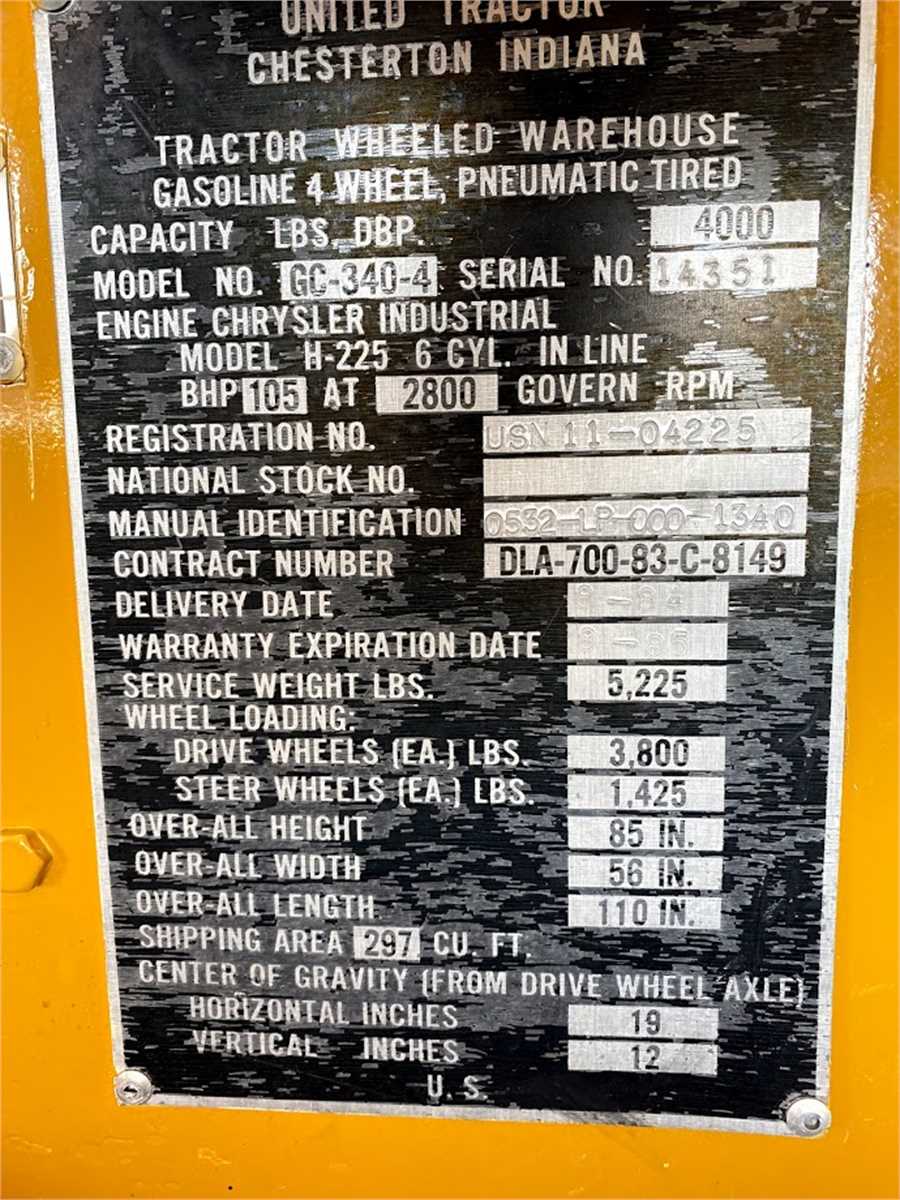 UNITED TRACTOR
CHESTERTON INDIANA
TRACTOR WHEELED WAREHOUSE
GASOLINE 4 WHEEL, PNEUMATIC TIRED
CAPACITY LBS. DBP. 4000
MODEL NO. GC-340-4 SERIAL NO. 14351
ENGINE CHRYSLER INDUSTRIAL
MODEL H-225 6 CYL. IN LINE
BHP 105 AT 2800 GOVERN RPM
REGISTRATION NO. USN 11-04225
NATIONAL STOCK NO.
MANUAL IDENTIFICATION 0532-LP-000-1340
CONTRACT NUMBER DLA-700-83-C-8149
DELIVERY DATE
WARRANTY EXPIRATION DATE
SERVICE WEIGHT LBS. 5,225
WHEEL LOADING:
DRIVE WHEELS (EA.) LBS. 3,800
STEER WHEELS (EA.) LBS. 1,425
OVER-ALL HEIGHT 85 IN.
OVER-ALL WIDTH 56 IN.
OVER-ALL LENGTH 110 IN.
SHIPPING AREA 297 CU. FT.
CENTER OF GRAVITY (FROM DRIVE WHEEL AXLE)
HORIZONTAL INCHES 19
VERTICAL INCHES 12
U.S.